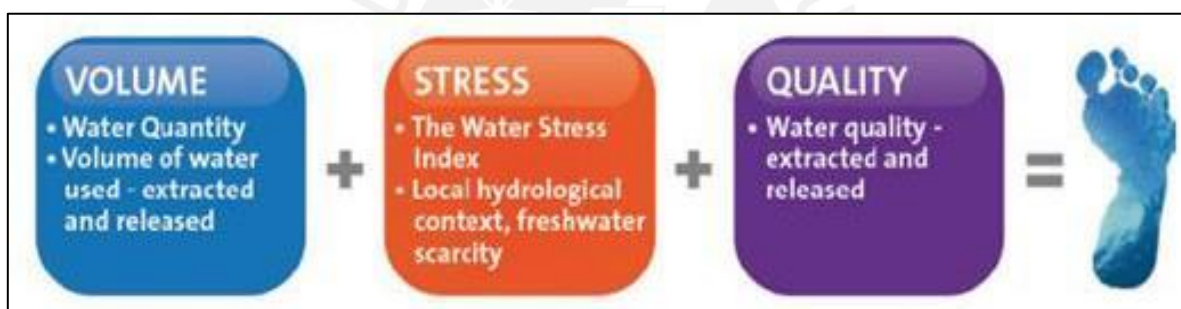 VOLUME
• Water Quantity
• Volume of water
used - extracted
and released
+
STRESS
• The Water Stress
Index
• Local hydrological
context, freshwater
scarcity
+
QUALITY
• Water quality -
extracted and
released
=